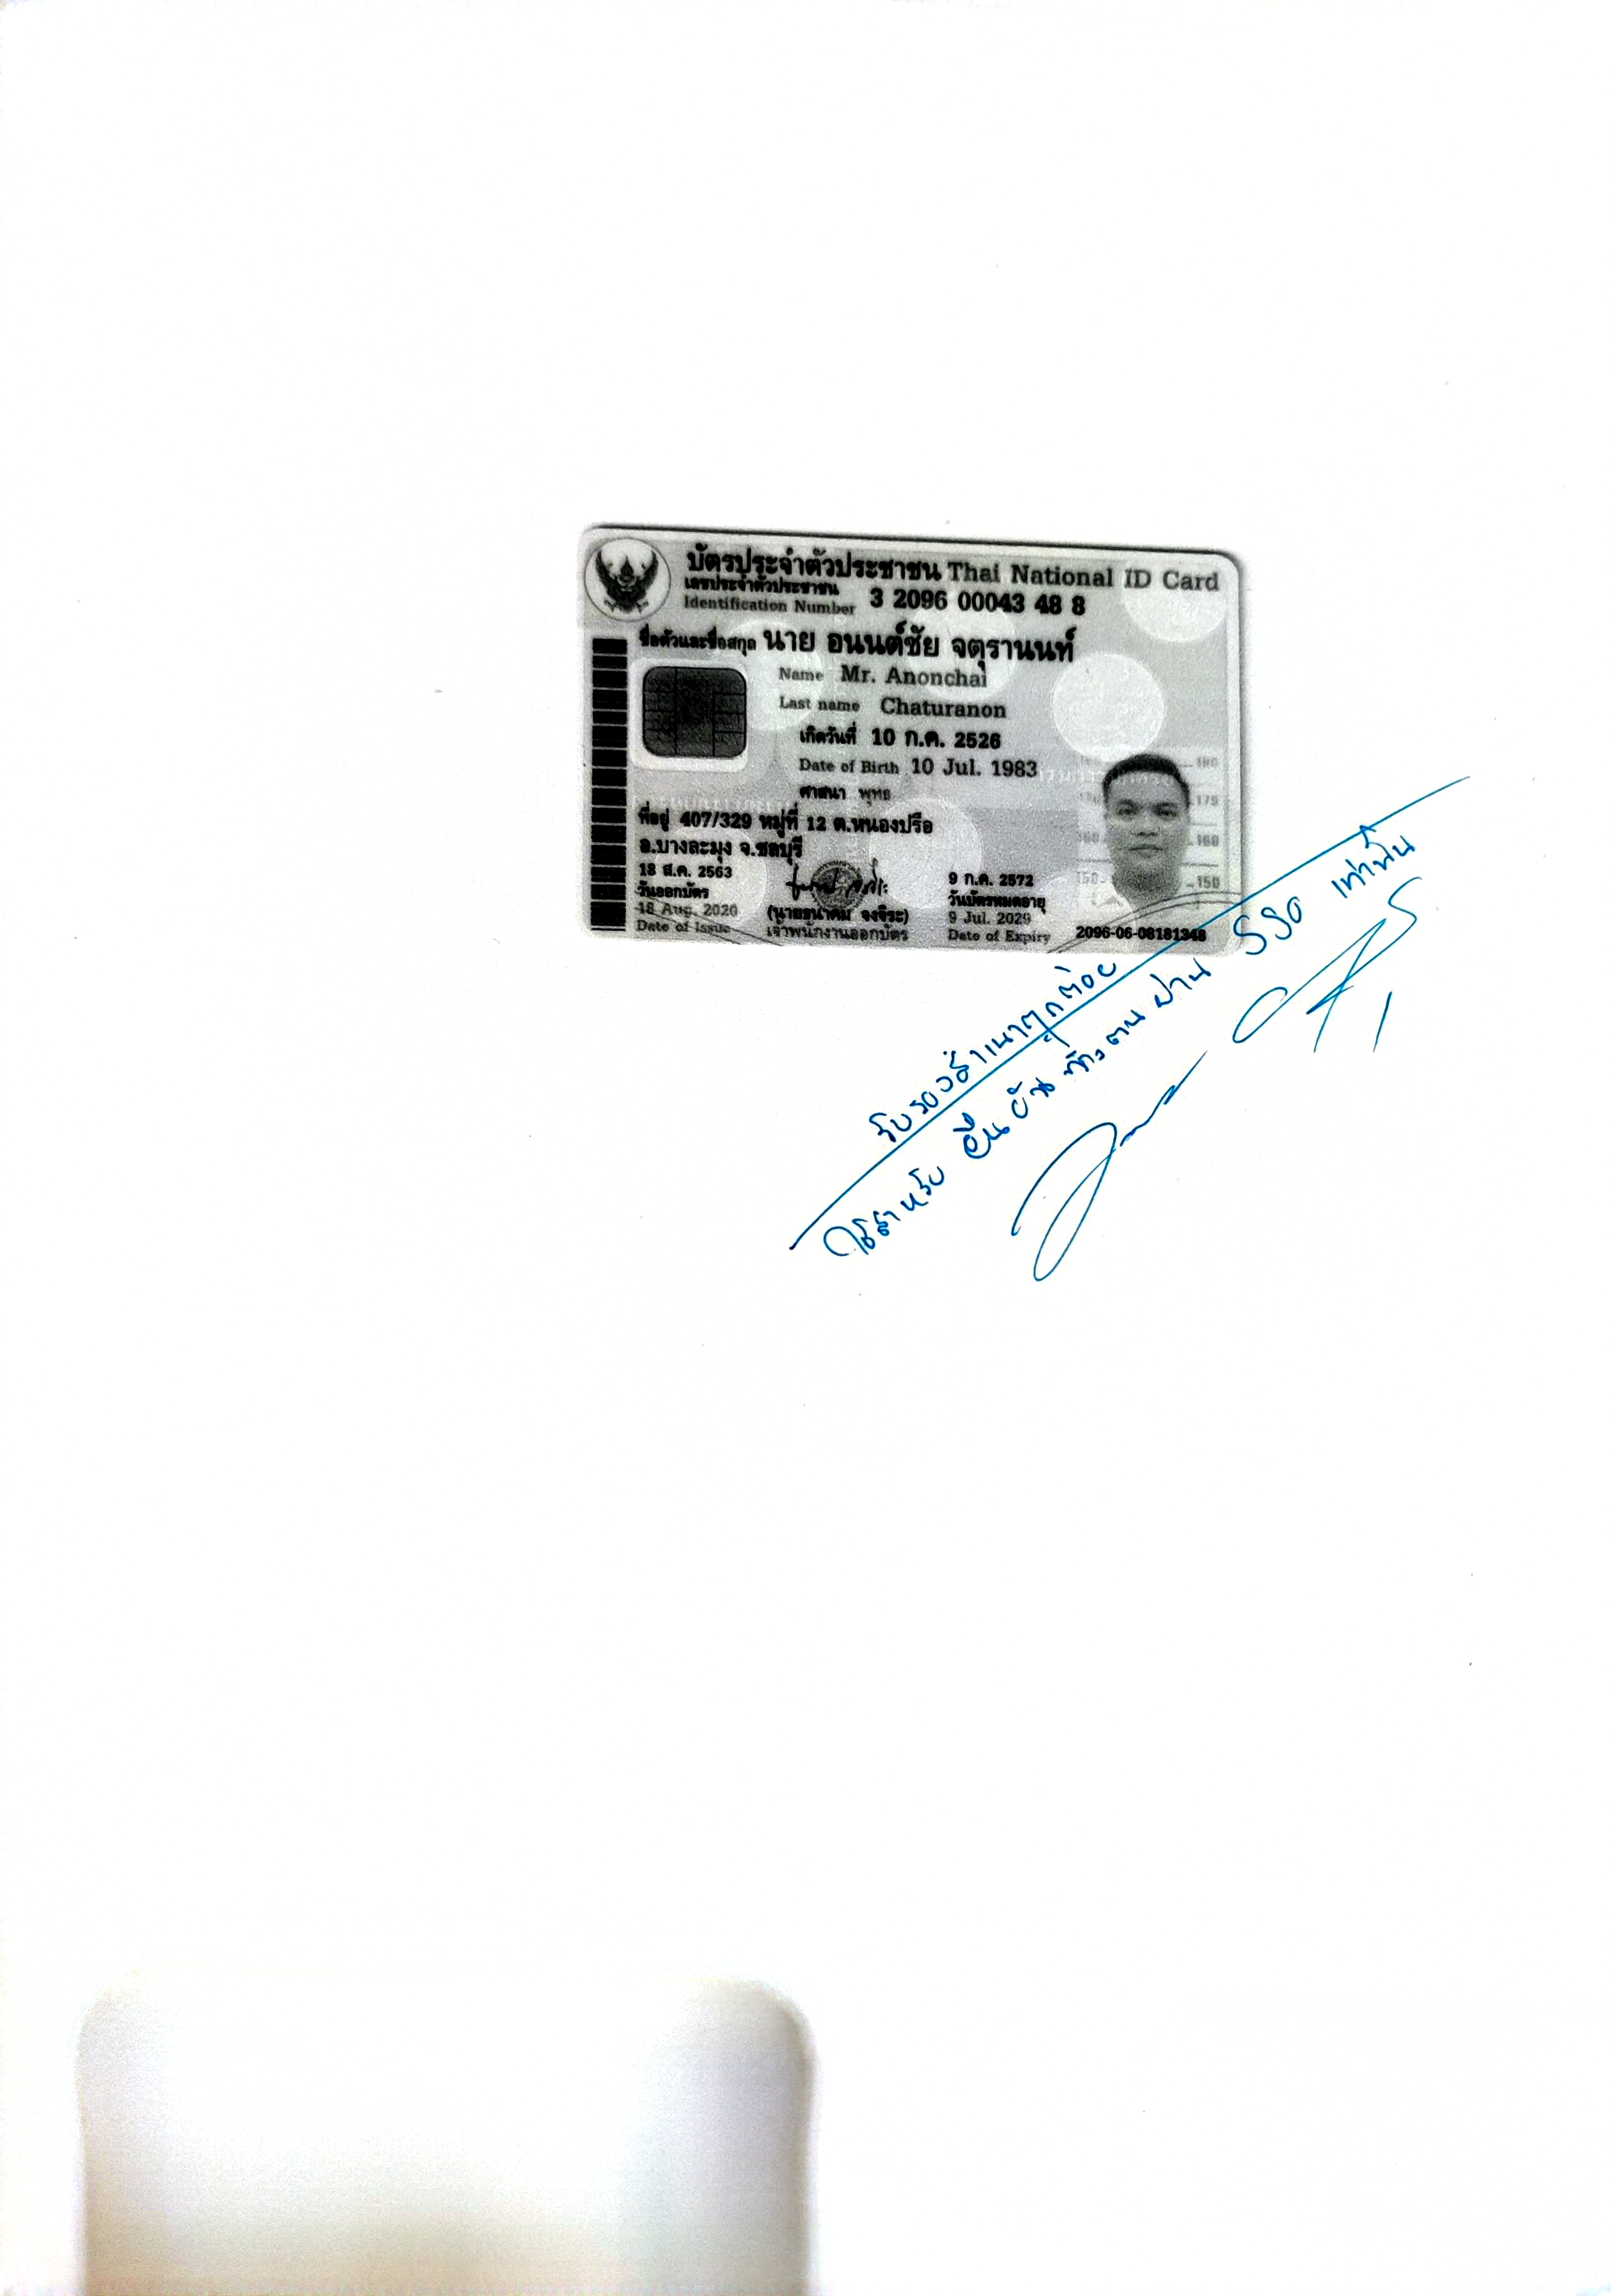 บัตรประจำตัวประชาชน Thai National ID Card
เลขประจำตัวประชาชน
Identification Number 3 2096 00043 48 8
ชื่อตัวและชื่อสกุล นาย อนนต์ชัย จตุรานนท์
Name Mr. Anonchai
Last name Chaturanon
เกิดวันที่ 10 ก.ค. 2526
Date of Birth 10 Jul. 1983
ศาสนา พุทธ
ที่อยู่ 407/329 หมู่ที่ 12 ต.หนองปรือ
อ.บางละมุง จ.ชลบุรี
18 ส.ค. 2563
วันออกบัตร
18 Aug. 2020
Date of Issue
(นายธนาคม จงจิระ)
เจ้าพนักงานออกบัตร
9 ก.ค. 2572
วันบัตรหมดอายุ
9 Jul. 2029
Date of Expiry
180
179
160 160
150 150
2096-06-08181348
รับรองสำเนาถูกต้อง
ใช้สำหรับ ยืนยันตัวตน ผ่าน SSO เท่านั้น